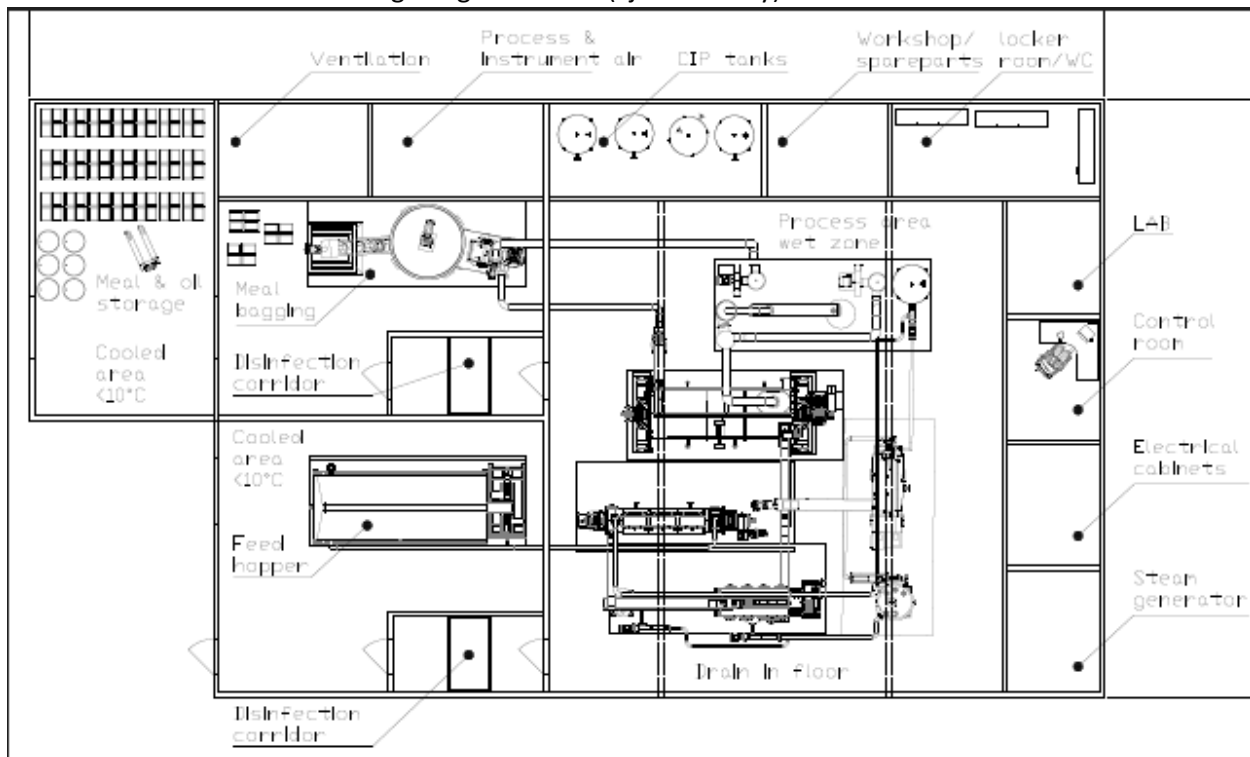 Ventilation
Process &
instrument air
CIP tanks
Workshop/
spareparts
locker
room/WC
Process area
wet zone
LAB
Meal & oil
storage
Meal
bagging
Control
room
Cooled
area
<10°C
Disinfection
corridor
Cooled
area
<10°C
Electrical
cabinets
Feed
hopper
Steam
generator
Drain in floor
Disinfection
corridor